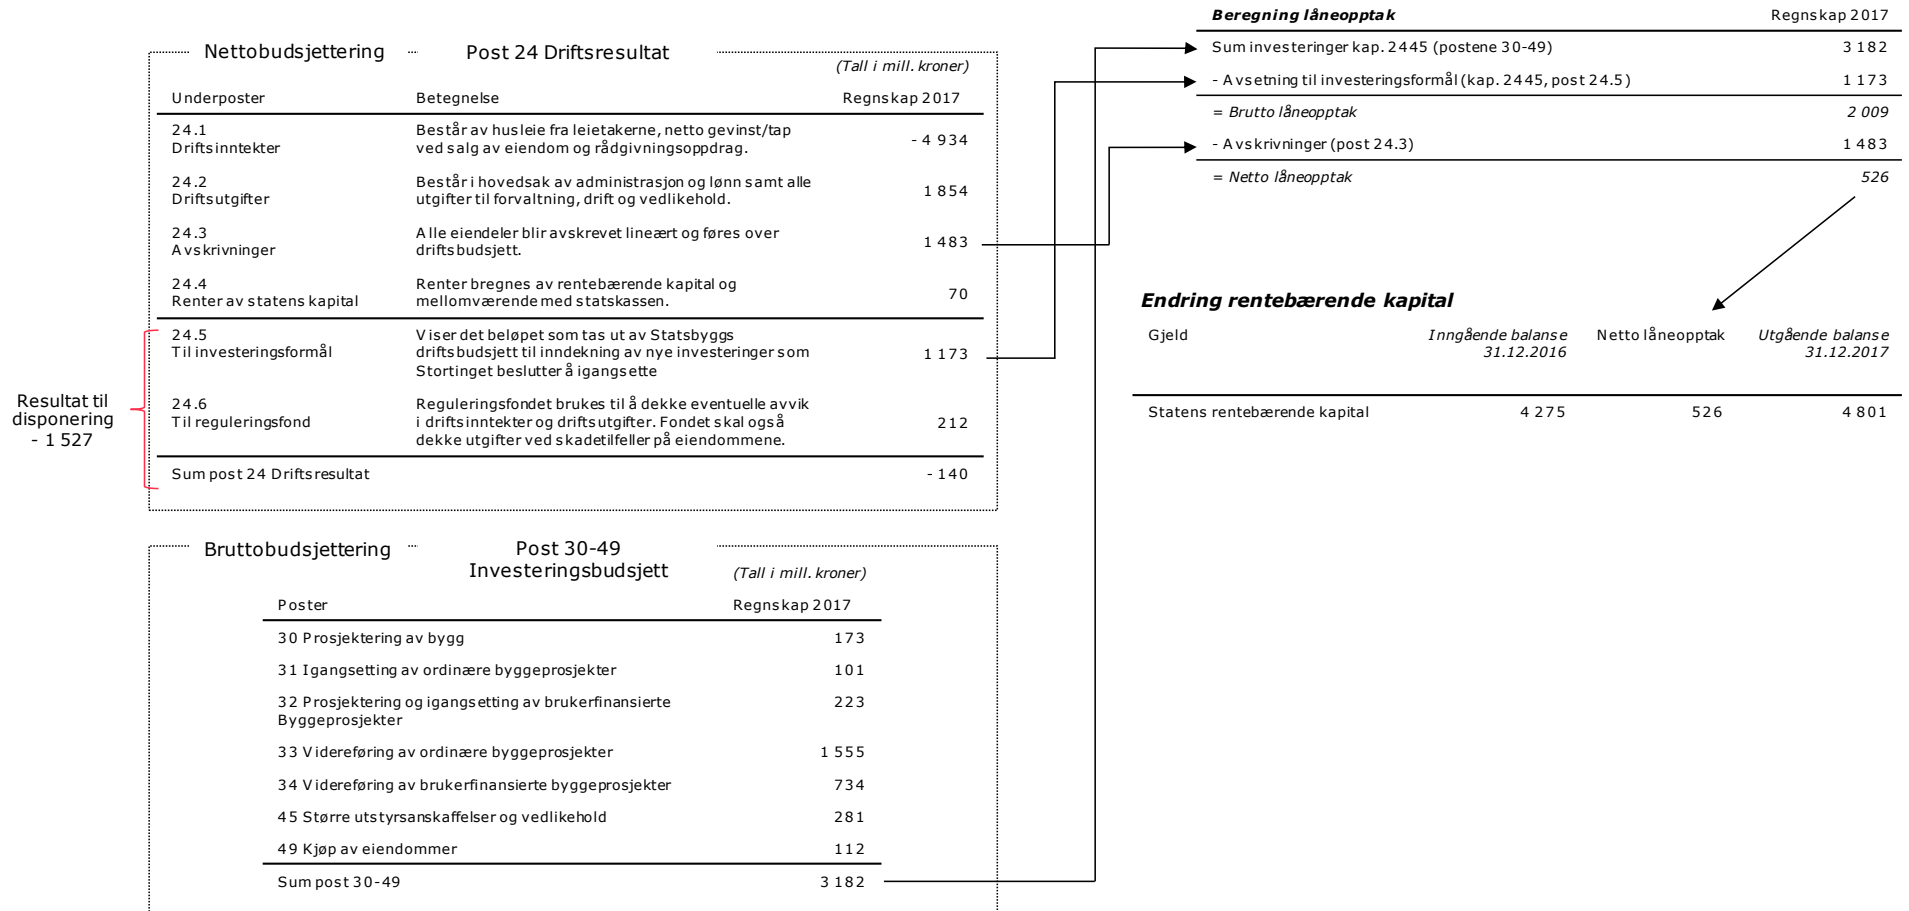 Nettobudsjettering Post 24 Driftsresultat
(Tall i mill. kroner)
Underposter Betegnelse Regnskap 2017
24.1 Består av husleie fra leietakerne, netto gevinst/tap
Driftsinntekter ved salg av eiendom og rådgivningsoppdrag. - 4 934
24.2 Består i hovedsak av administrasjon og lønn samt alle
Driftsutgifter utgifter til forvaltning, drift og vedlikehold. 1 854
24.3 Alle eiendeler blir avskrevet lineært og føres over
Avskrivninger driftsbudsjett. 1 483
24.4 Renter bregnes av rentebærende kapital og
Renter av statens kapital mellomværende med statskassen. 70
24.5 Viser det beløpet som tas ut av Statsbyggs
Til investeringsformål driftsbudsjett til inndekning av nye investeringer som 1 173
Stortinget beslutter å igangsette
24.6 Reguleringsfondet brukes til å dekke eventuelle avvik
Til reguleringsfond i driftsinntekter og driftsutgifter. Fondet skal også 212
dekke utgifter ved skadetilfeller på eiendommene.
Sum post 24 Driftsresultat - 140
Resultat til
disponering
- 1 527
Bruttobudsjettering Post 30-49
Investeringsbudsjett (Tall i mill. kroner)
Poster Regnskap 2017
30 Prosjektering av bygg 173
31 Igangsetting av ordinære byggeprosjekter 101
32 Prosjektering og igangsetting av brukerfinansierte 223
Byggeprosjekter
33 Videreføring av ordinære byggeprosjekter 1 555
34 Videreføring av brukerfinansierte byggeprosjekter 734
45 Større utstyrsanskaffelser og vedlikehold 281
49 Kjøp av eiendommer 112
Sum post 30-49 3 182
Beregning låneopptak Regnskap 2017
Sum investeringer kap. 2445 (postene 30-49) 3 182
- Avsetning til investeringsformål (kap. 2445, post 24.5) 1 173
= Brutto låneopptak 2 009
- Avskrivninger (post 24.3) 1 483
= Netto låneopptak 526
Endring rentebærende kapital
Gjeld Inngående balanse Netto låneopptak Utgående balanse
31.12.2016 31.12.2017
Statens rentebærende kapital 4 275 526 4 801